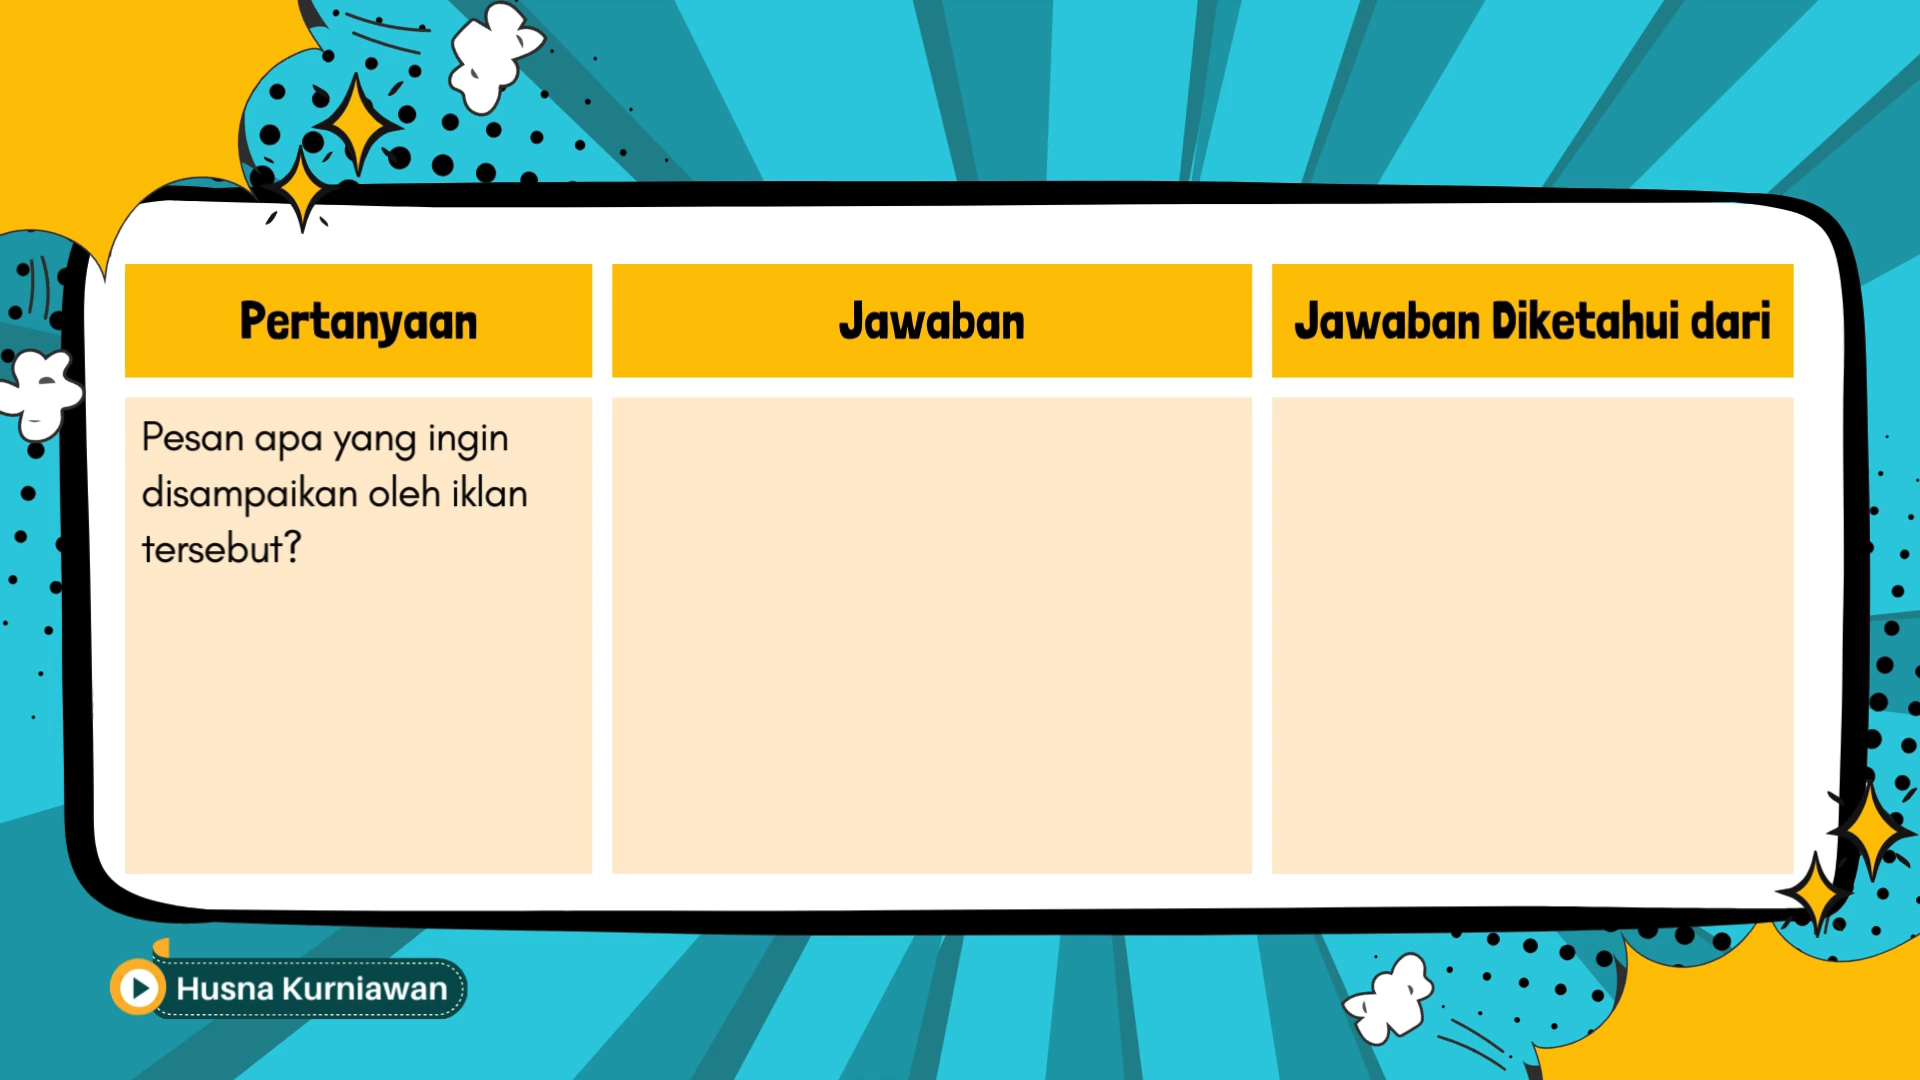 Pertanyaan
Jawaban
Jawaban Diketahui dari
Pesan apa yang ingin
disampaikan oleh iklan
tersebut?
Husna Kurniawan